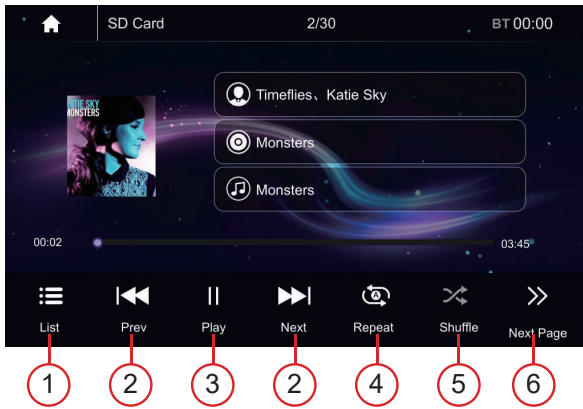 SD Card 2/30 BT 00:00
KATIE SKY
MONSTERS
Timeflies、Katie Sky
Monsters
Monsters
00:02 03:45
A
List Prev Play Next Repeat Shuffle Next Page
1 2 3 2 4 5 6